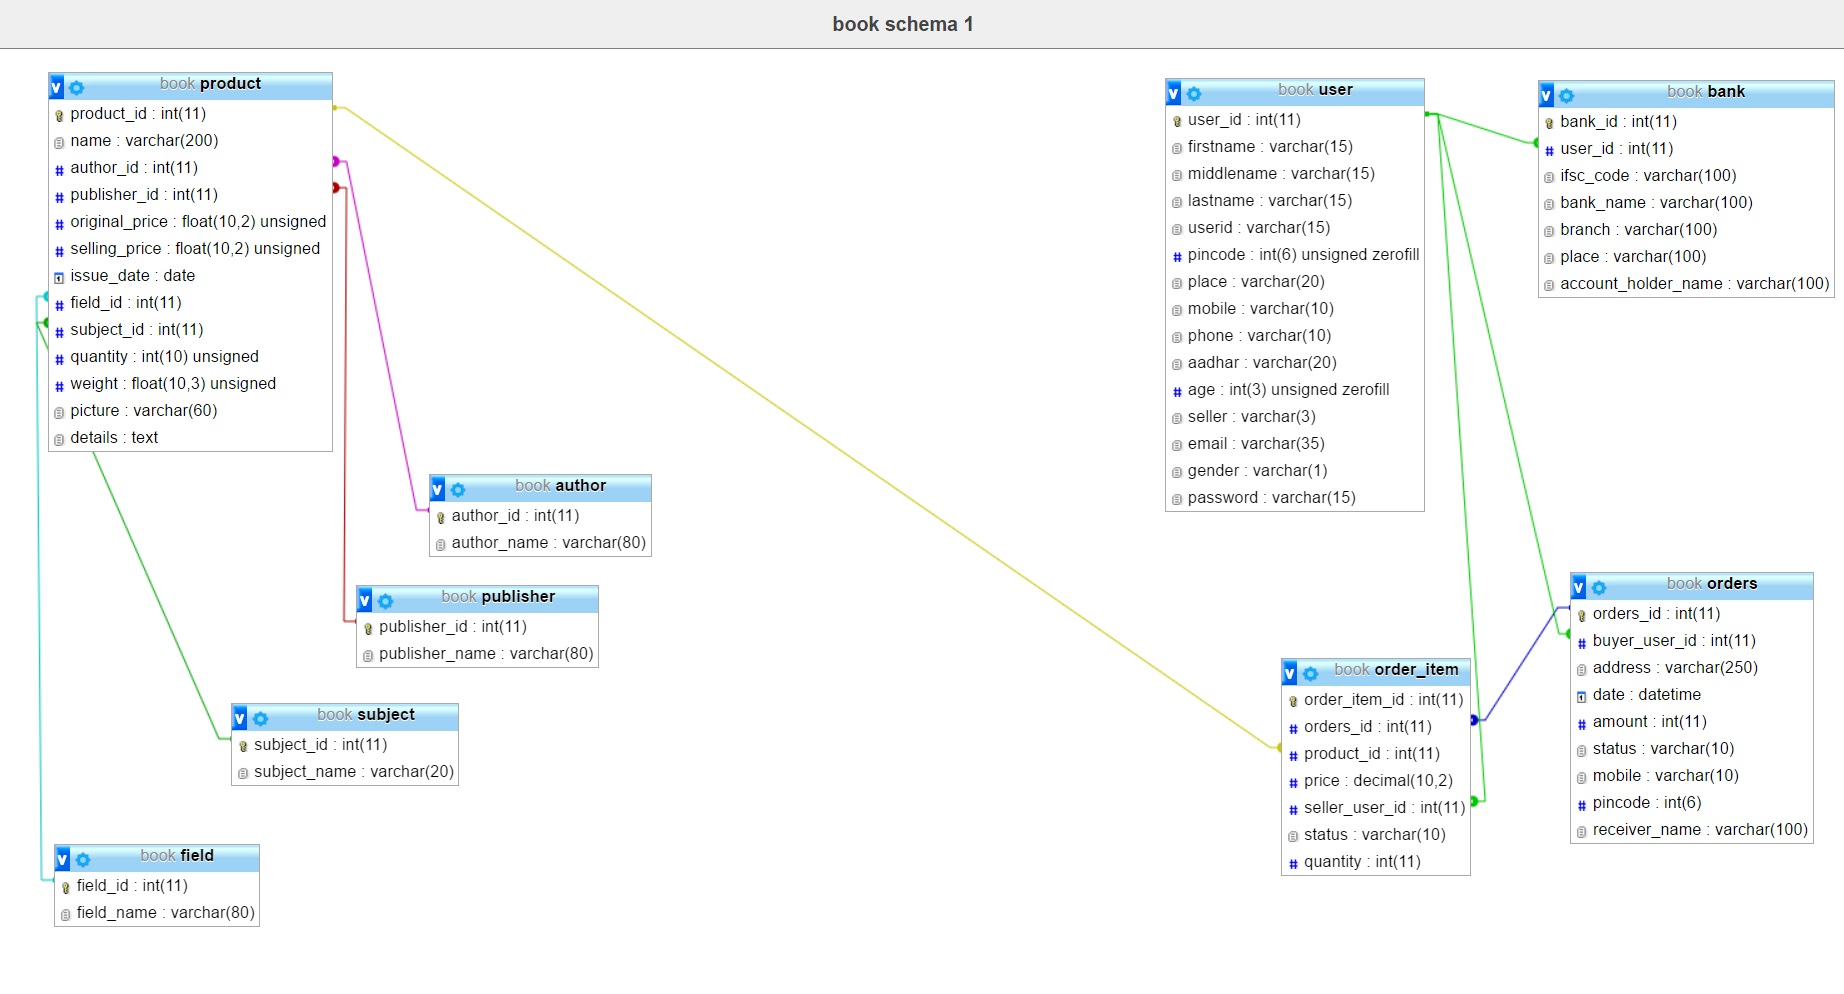 book schema 1
book product
product_id : int(11)
name : varchar(200)
author_id : int(11)
publisher_id : int(11)
original_price : float(10,2) unsigned
selling_price : float(10,2) unsigned
issue_date : date
field_id : int(11)
subject_id : int(11)
quantity : int(10) unsigned
weight : float(10,3) unsigned
picture : varchar(60)
details : text
book user
user_id : int(11)
firstname : varchar(15)
middlename : varchar(15)
lastname : varchar(15)
userid : varchar(15)
pincode : int(6) unsigned zerofill
place : varchar(20)
mobile : varchar(10)
phone : varchar(10)
aadhar : varchar(20)
age : int(3) unsigned zerofill
seller : varchar(3)
email : varchar(35)
gender : varchar(1)
password : varchar(15)
book bank
bank_id : int(11)
user_id : int(11)
ifsc_code : varchar(100)
bank_name : varchar(100)
branch : varchar(100)
place : varchar(100)
account_holder_name : varchar(100)
book author
author_id : int(11)
author_name : varchar(80)
book publisher
publisher_id : int(11)
publisher_name : varchar(80)
book subject
subject_id : int(11)
subject_name : varchar(20)
book field
field_id : int(11)
field_name : varchar(80)
book order_item
order_item_id : int(11)
orders_id : int(11)
product_id : int(11)
price : decimal(10,2)
seller_user_id : int(11)
status : varchar(10)
quantity : int(11)
book orders
orders_id : int(11)
buyer_user_id : int(11)
address : varchar(250)
date : datetime
amount : int(11)
status : varchar(10)
mobile : varchar(10)
pincode : int(6)
receiver_name : varchar(100)